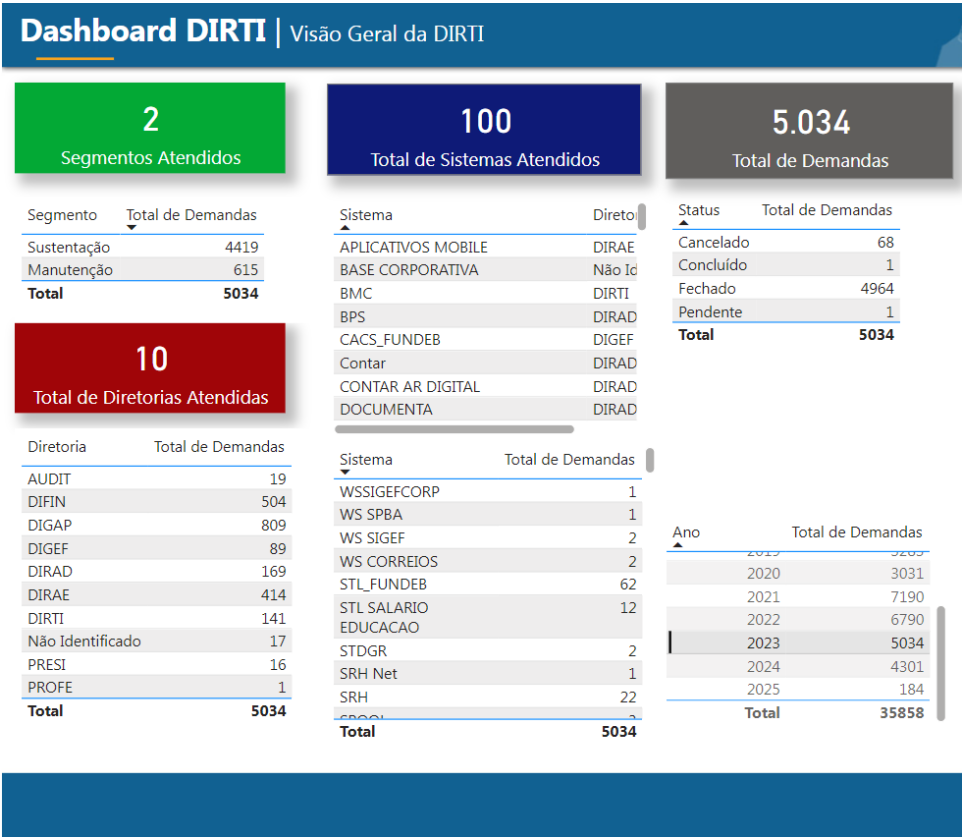 Dashboard DIRTI | Visão Geral da DIRTI
2
Segmentos Atendidos
Segmento Total de Demandas
Sustentação 4419
Manutenção 615
Total 5034
10
Total de Diretorias Atendidas
Diretoria Total de Demandas
AUDIT 19
DIFIN 504
DIGAP 809
DIGEF 89
DIRAD 169
DIRAE 414
DIRTI 141
Não Identificado 17
PRESI 16
PROFE 1
Total 5034
100
Total de Sistemas Atendidos
Sistema Diretor
APLICATIVOS MOBILE DIRAE
BASE CORPORATIVA Não Id
BMC DIRTI
BPS DIRAD
CACS_FUNDEB DIGEF
Contar DIRAD
CONTAR AR DIGITAL DIRAD
DOCUMENTA DIRAD
Sistema Total de Demandas
WSSIGEFCORP 1
WS SPBA 1
WS SIGEF 2
WS CORREIOS 2
STL_FUNDEB 62
STL SALARIO 12
EDUCACAO
STDGR 2
SRH Net 1
SRH 22
Total 5034
5.034
Total de Demandas
Status Total de Demandas
Cancelado 68
Concluído 1
Fechado 4964
Pendente 1
Total 5034
Ano Total de Demandas
2020 3031
2021 7190
2022 6790
2023 5034
2024 4301
2025 184
Total 35858